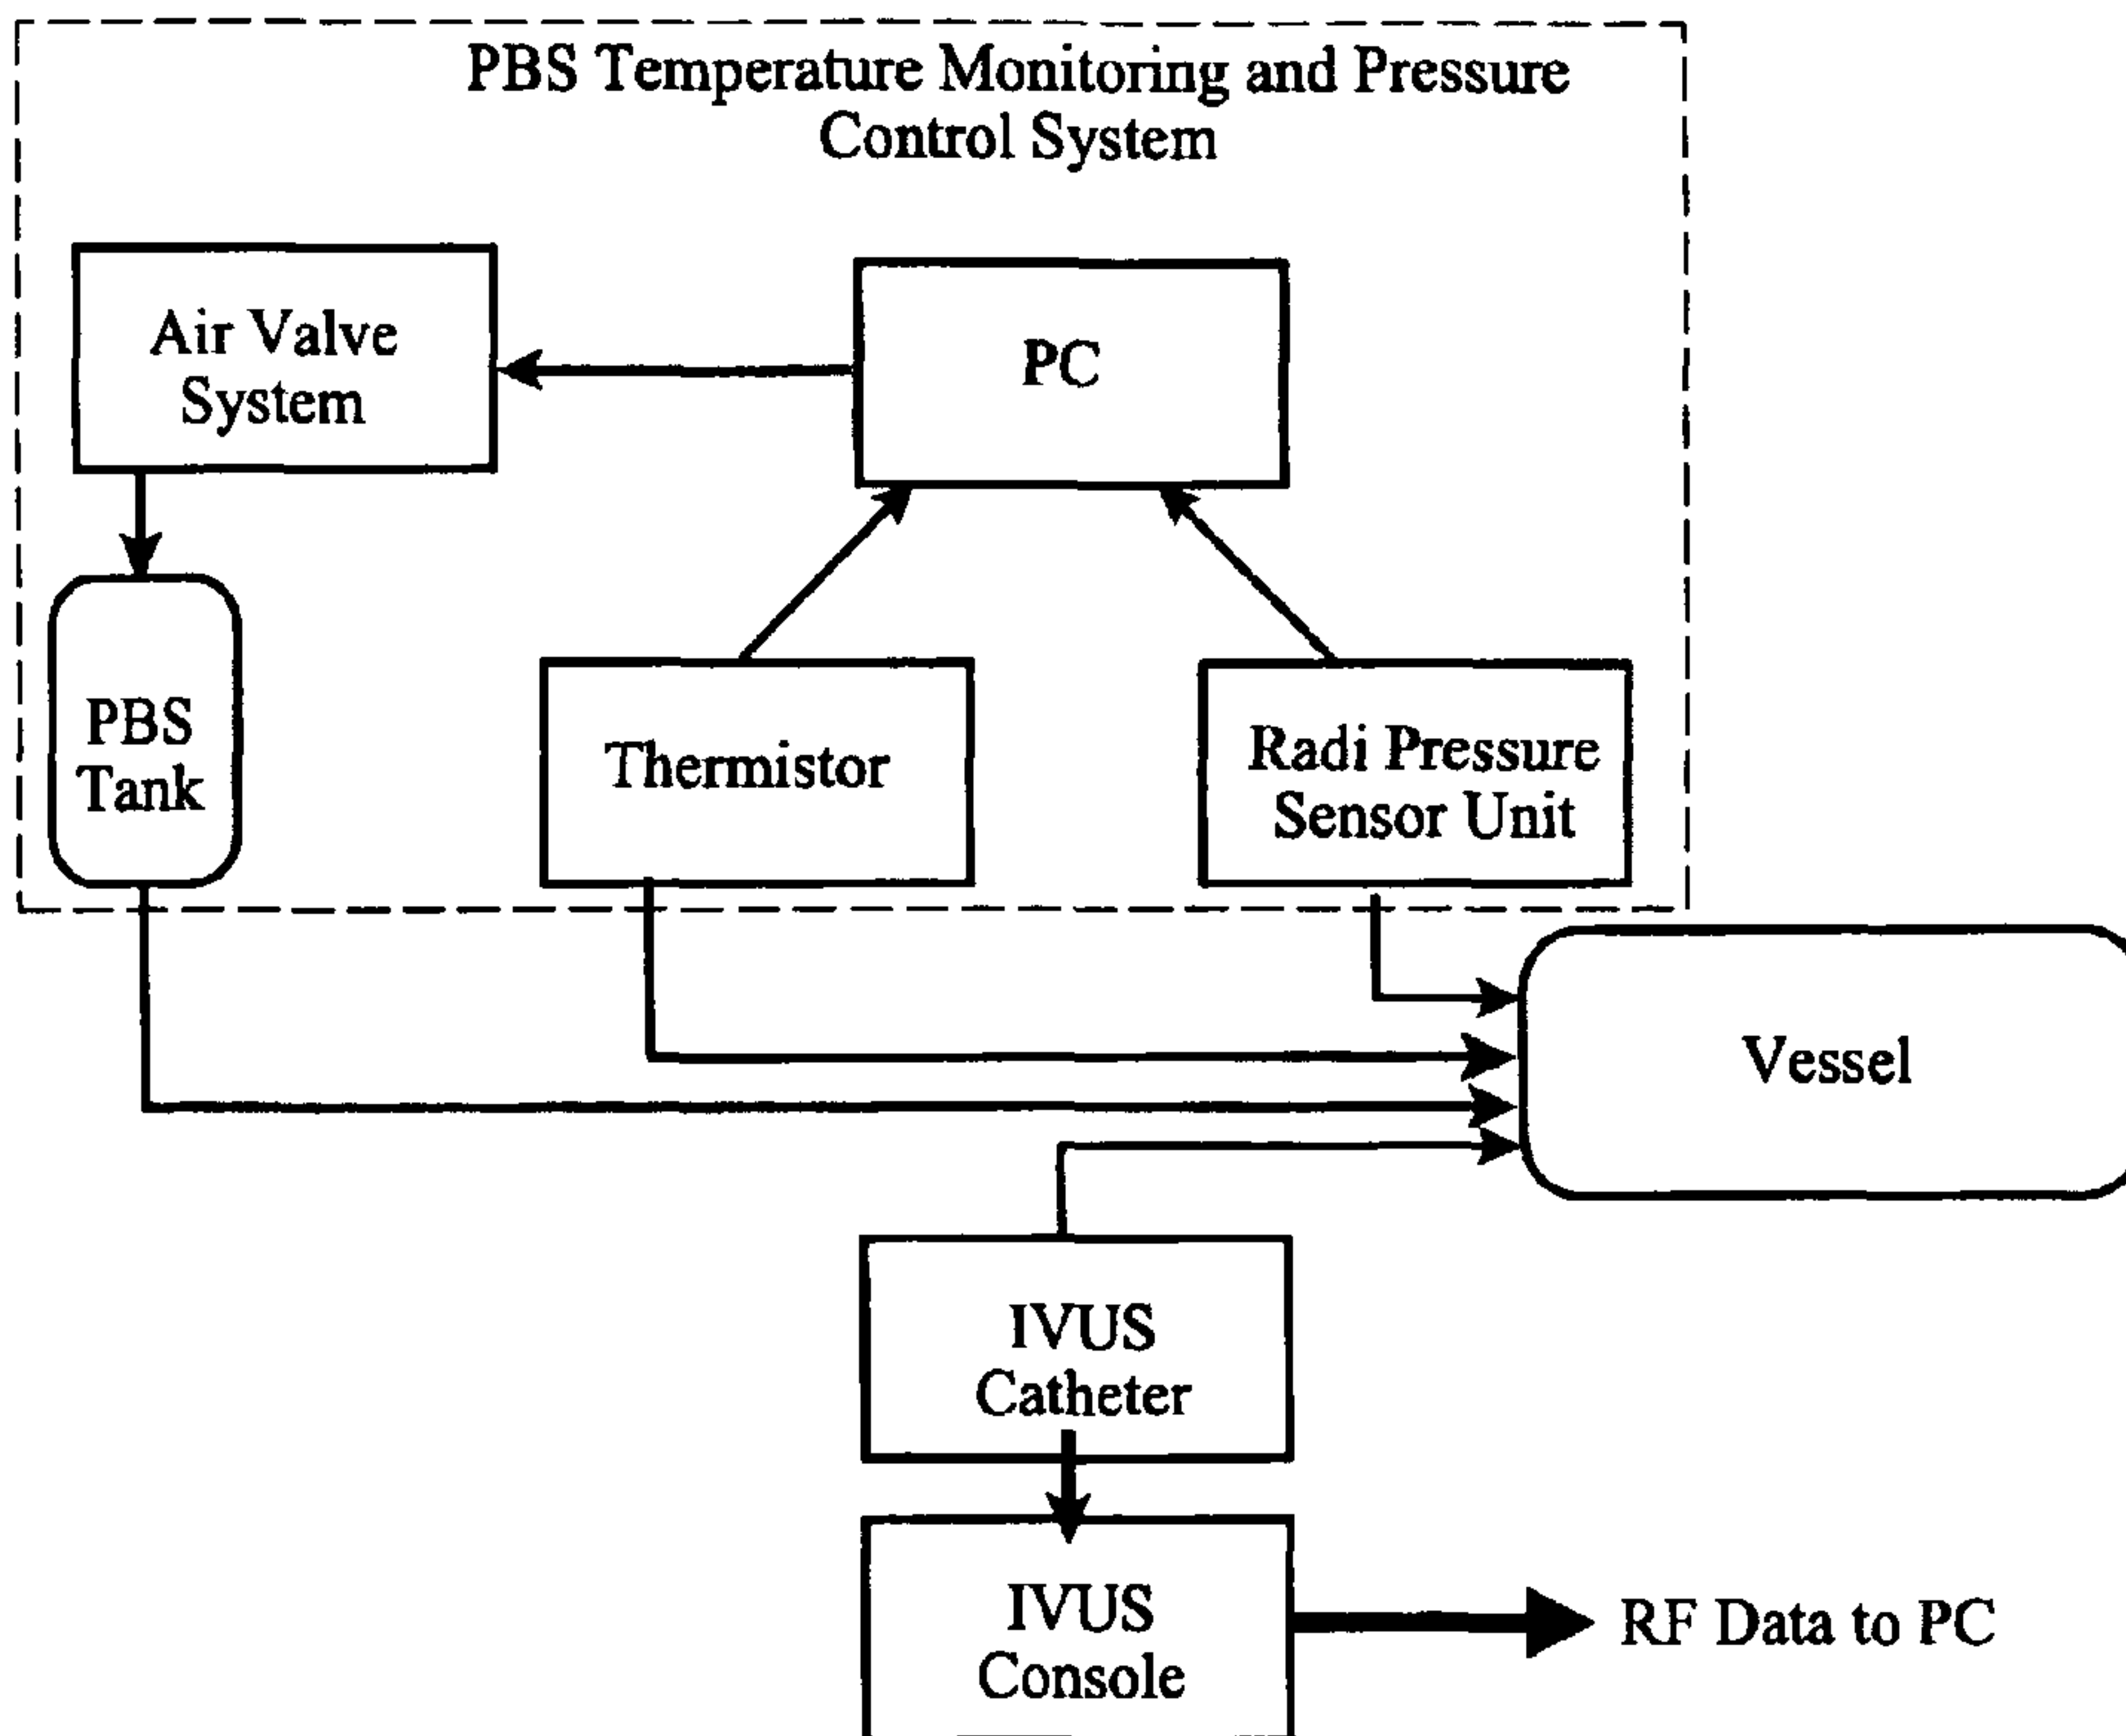 PBS Temperature Monitoring and Pressure
Control System
Air Valve
System
PC
PBS
Tank
Thermistor
Radi Pressure
Sensor Unit
Vessel
IVUS
Catheter
IVUS
Console
RF Data to PC